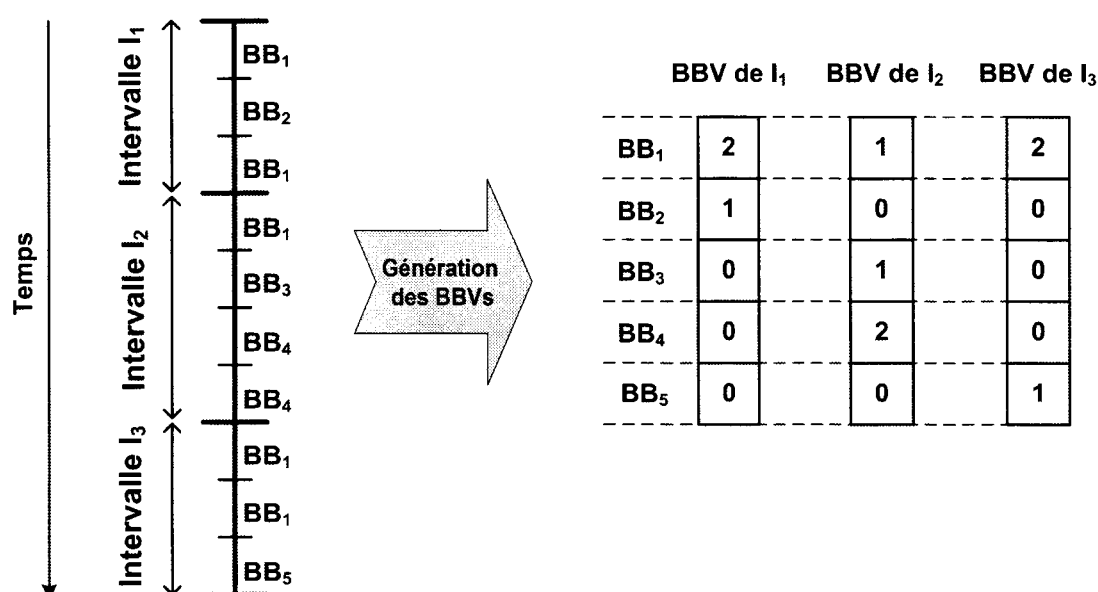 Temps
Intervalle I₁
BB₁
BB₂
BB₁
Intervalle I₂
BB₁
BB₃
BB₄
BB₄
Intervalle I₃
BB₁
BB₁
BB₅
Génération
des BBVs
BBV de I₁ BBV de I₂ BBV de I₃
BB₁ 2 1 2
BB₂ 1 0 0
BB₃ 0 1 0
BB₄ 0 2 0
BB₅ 0 0 1